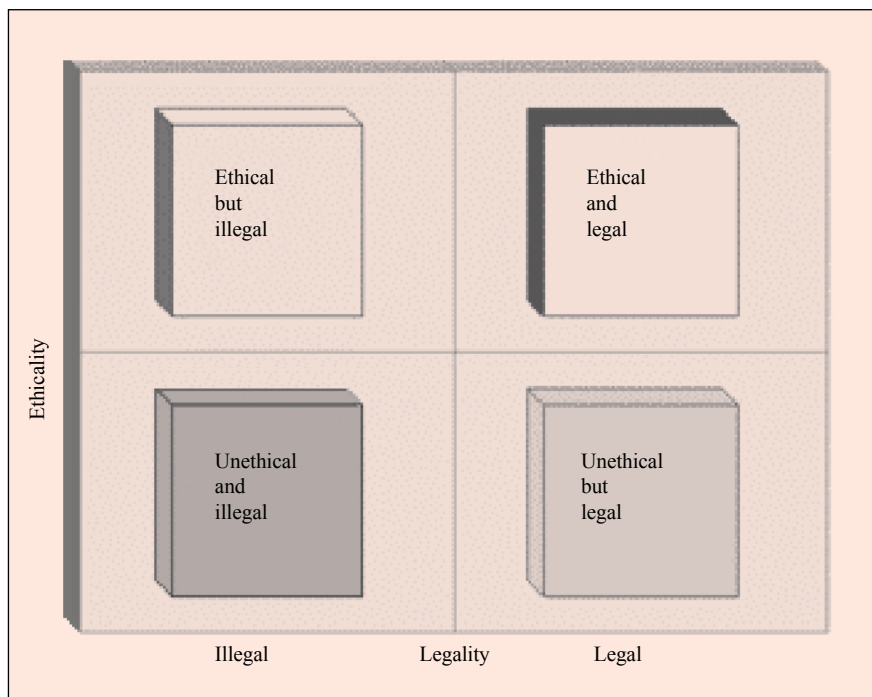 Ethical
but
illegal
Ethical
and
legal
Ethicality
Unethical
and
illegal
Unethical
but
legal
Illegal Legality Legal